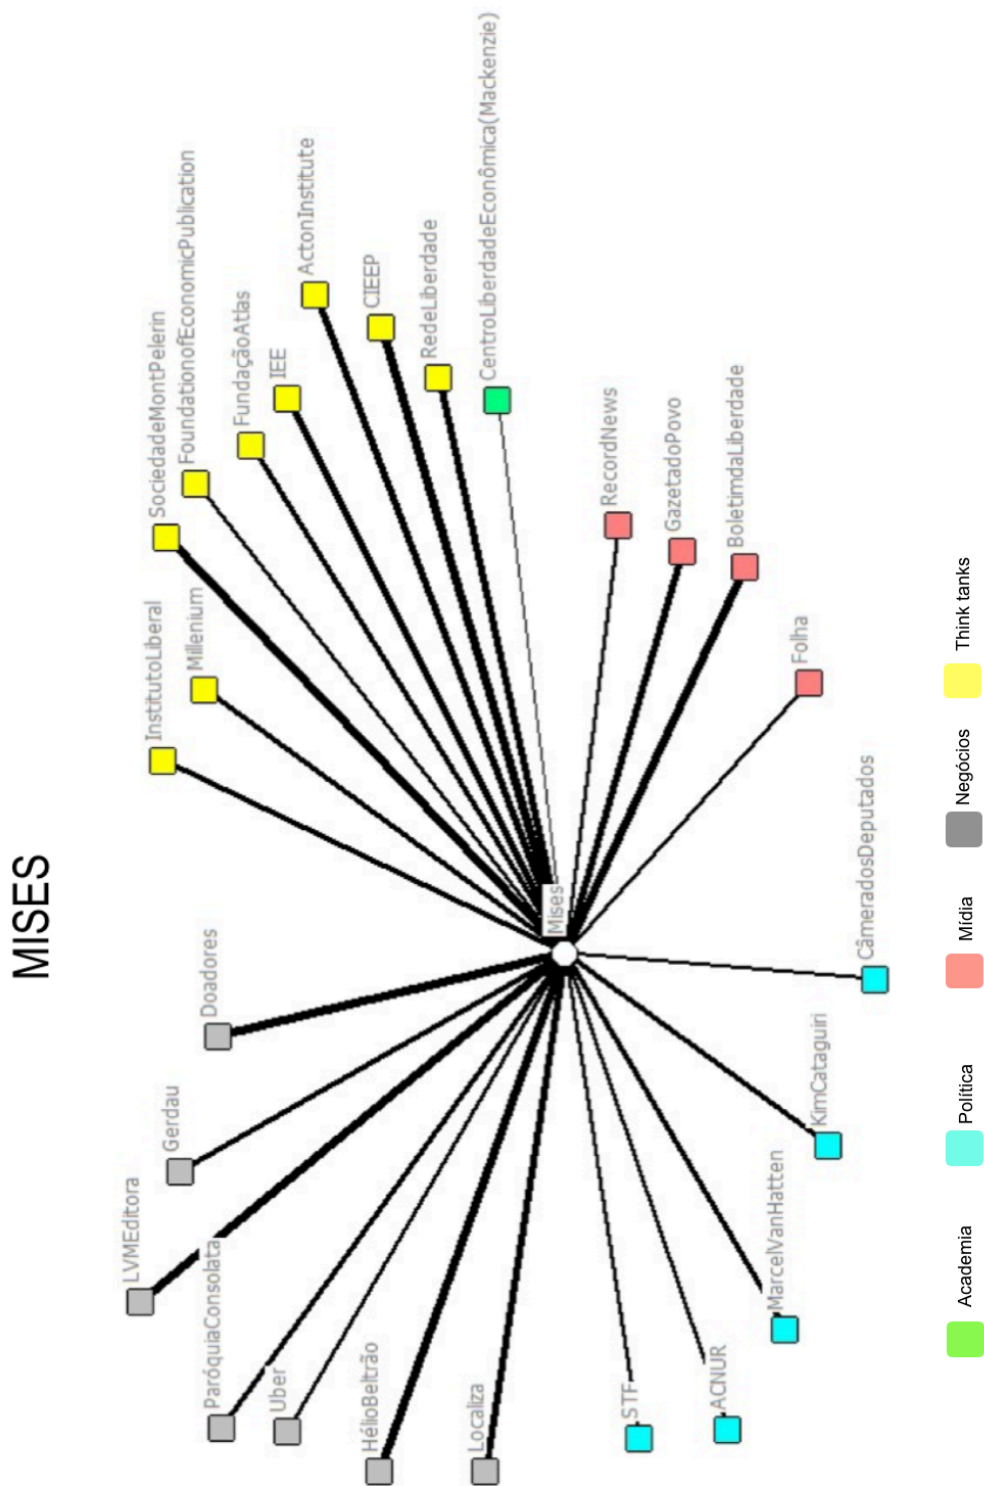 MISES
LVMEditora
Gerdau
Doadores
InstitutoLiberal
Millenium
SociedadeMontPelerin
FoundationofEconomicPublication
FundaçãoAtlas
IEE
ActonInstitute
CIEEP
RedeLiberdade
CentroLiberdadeEconômica(Mackenzie)
ParóquiaConsolata
Uber
HélioBeltrão
Localiza
Mises
RecordNews
GazetadoPovo
BoletimdaLiberdade
Folha
STF
ACNUR
MarcelVanHatten
KimCataguiri
CâmeradosDeputados
Academia
Política
Mídia
Negócios
Think tanks